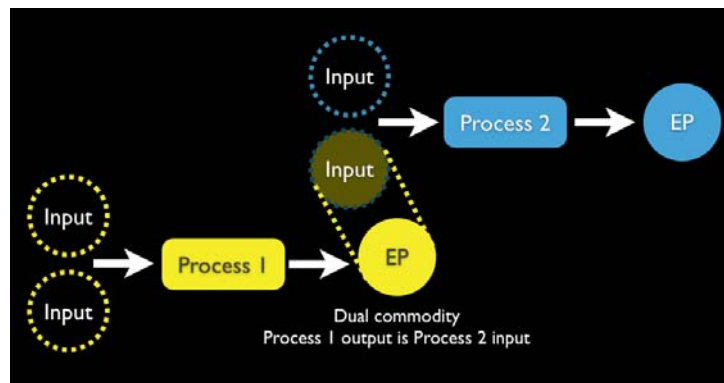 Input
Process 2
EP
Input
Input
Process 1
EP
Input
Dual commodity
Process 1 output is Process 2 input